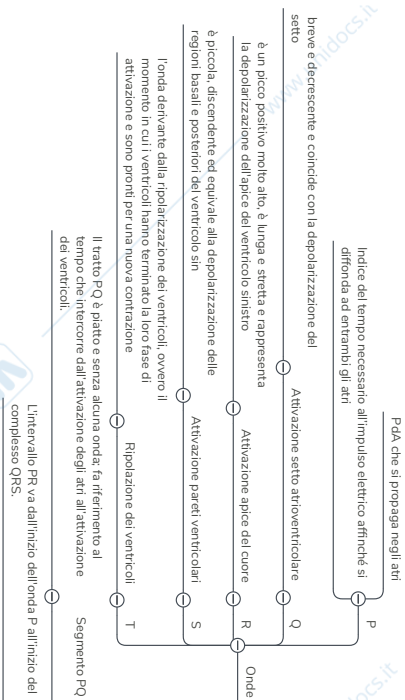 PdA che si propaga negli atri
Indice del tempo necessario all'impulso elettrico affinché si
diffonda ad entrambi gli atri
P
breve e decrescente e coincide con la depolarizzazione del
setto
Attivazione setto atrioventricolare
Q
è un picco positivo molto alto, è lunga e stretta e rappresenta
la depolarizzazione dell'apice del ventricolo sinistro
Attivazione apice del cuore
R
Onde
è piccola, discendente ed equivale alla depolarizzazione delle
regioni basali e posteriori del ventricolo sin
Attivazione pareti ventricolari
S
l'onda derivante dalla ripolarizzazione dei ventricoli, ovvero il
momento in cui i ventricoli hanno terminato la loro fase di
attivazione e sono pronti per una nuova contrazione
Ripolazione dei ventricoli
T
Il tratto PQ è piatto e senza alcuna onda; fa riferimento al
tempo che intercorre dall'attivazione degli atri all'attivazione
dei ventricoli.
Segmento PQ
L'intervallo PR va dall'inizio dell'onda P all'inizio del
complesso QRS.